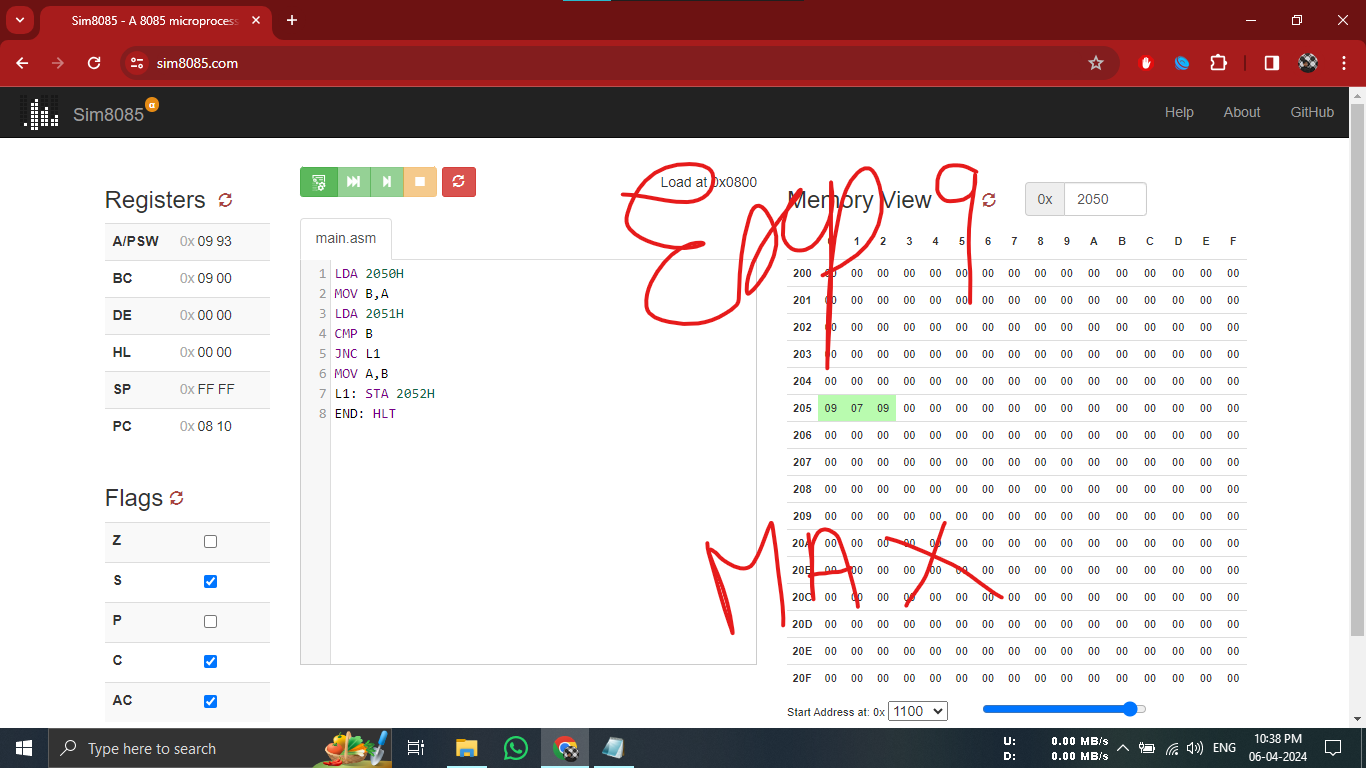 Sim8085 - A 8085 microproces
sim8085.com
Sim8085 α
Help About GitHub
Registers
A/PSW 0x 09 93
BC 0x 09 00
DE 0x 00 00
HL 0x 00 00
SP 0x FF FF
PC 0x 08 10
Flags
Z
S
P
C
AC
Load at 0x0800
main.asm
1 LDA 2050H
2 MOV B,A
3 LDA 2051H
4 CMP B
5 JNC L1
6 MOV A,B
7 L1: STA 2052H
8 END: HLT
Memory View 0x 2050
1 2 3 4 5 6 7 8 9 A B C D E F
200 00 00 00 00 00 00 00 00 00 00 00 00 00 00 00 00
201 00 00 00 00 00 00 00 00 00 00 00 00 00 00 00 00
202 00 00 00 00 00 00 00 00 00 00 00 00 00 00 00 00
203 00 00 00 00 00 00 00 00 00 00 00 00 00 00 00 00
204 00 00 00 00 00 00 00 00 00 00 00 00 00 00 00 00
205 09 07 09 00 00 00 00 00 00 00 00 00 00 00 00 00
206 00 00 00 00 00 00 00 00 00 00 00 00 00 00 00 00
207 00 00 00 00 00 00 00 00 00 00 00 00 00 00 00 00
208 00 00 00 00 00 00 00 00 00 00 00 00 00 00 00 00
209 00 00 00 00 00 00 00 00 00 00 00 00 00 00 00 00
20A 00 00 00 00 00 00 00 00 00 00 00 00 00 00 00 00
20B 00 00 00 00 00 00 00 00 00 00 00 00 00 00 00 00
20C 00 00 00 00 00 00 00 00 00 00 00 00 00 00 00 00
20D 00 00 00 00 00 00 00 00 00 00 00 00 00 00 00 00
20E 00 00 00 00 00 00 00 00 00 00 00 00 00 00 00 00
20F 00 00 00 00 00 00 00 00 00 00 00 00 00 00 00 00
Start Address at: 0x 1100
MAX
Type here to search
U: 0.00 MB/s
D: 0.00 MB/s
ENG
10:38 PM
06-04-2024